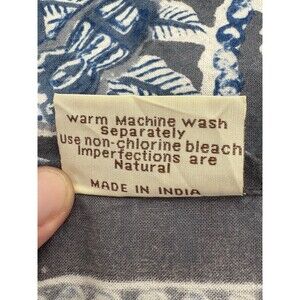 warm Machine wash
separately
Use non-chlorine bleach
Imperfections are
Natural
MADE IN INDIA